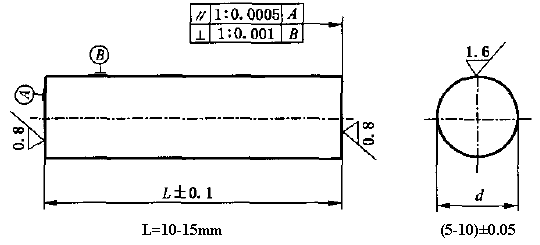 // 1:0.0005 A
⊥ 1:0.001 B
B
1.6
A
0.8
0.8
L±0.1
d
L=10-15mm
(5-10)±0.05